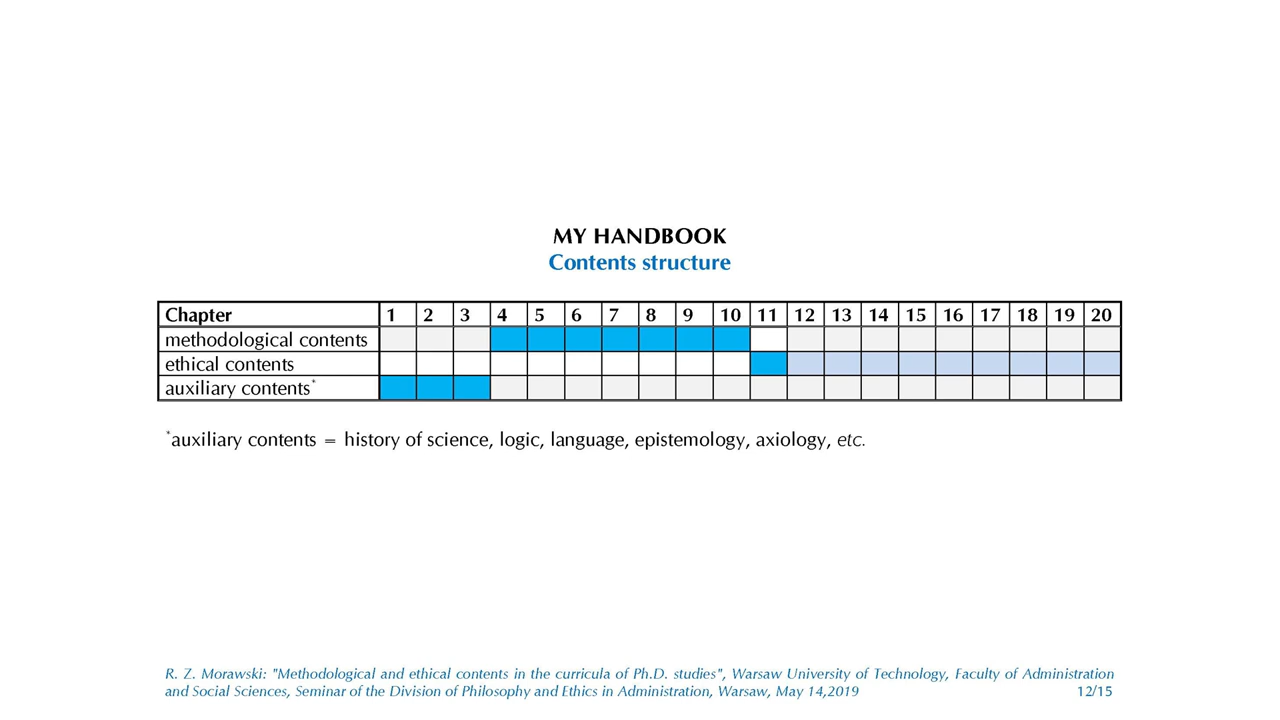 MY HANDBOOK
Contents structure
Chapter 1 2 3 4 5 6 7 8 9 10 11 12 13 14 15 16 17 18 19 20
methodological contents
ethical contents
auxiliary contents*
*auxiliary contents = history of science, logic, language, epistemology, axiology, etc.
R. Z. Morawski: "Methodological and ethical contents in the curricula of Ph.D. studies", Warsaw University of Technology, Faculty of Administration
and Social Sciences, Seminar of the Division of Philosophy and Ethics in Administration, Warsaw, May 14,2019 12/15